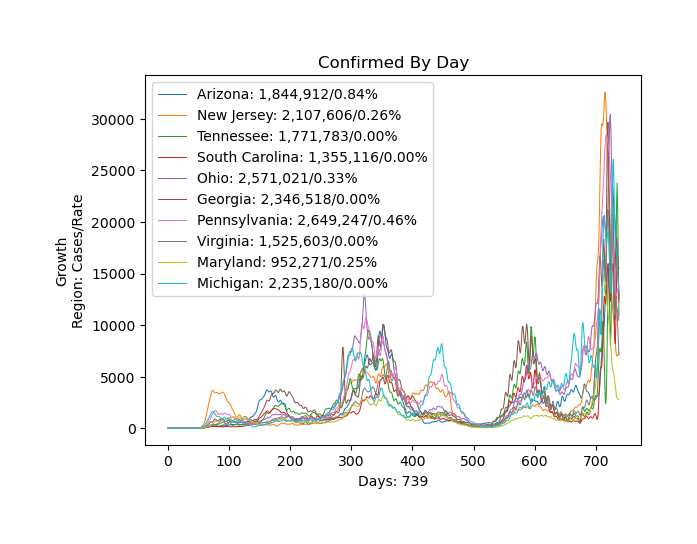 Confirmed By Day
Arizona: 1,844,912/0.84%
New Jersey: 2,107,606/0.26%
Tennessee: 1,771,783/0.00%
South Carolina: 1,355,116/0.00%
Ohio: 2,571,021/0.33%
Georgia: 2,346,518/0.00%
Pennsylvania: 2,649,247/0.46%
Virginia: 1,525,603/0.00%
Maryland: 952,271/0.25%
Michigan: 2,235,180/0.00%
Growth
Region: Cases/Rate
30000
25000
20000
15000
10000
5000
0
0 100 200 300 400 500 600 700
Days: 739